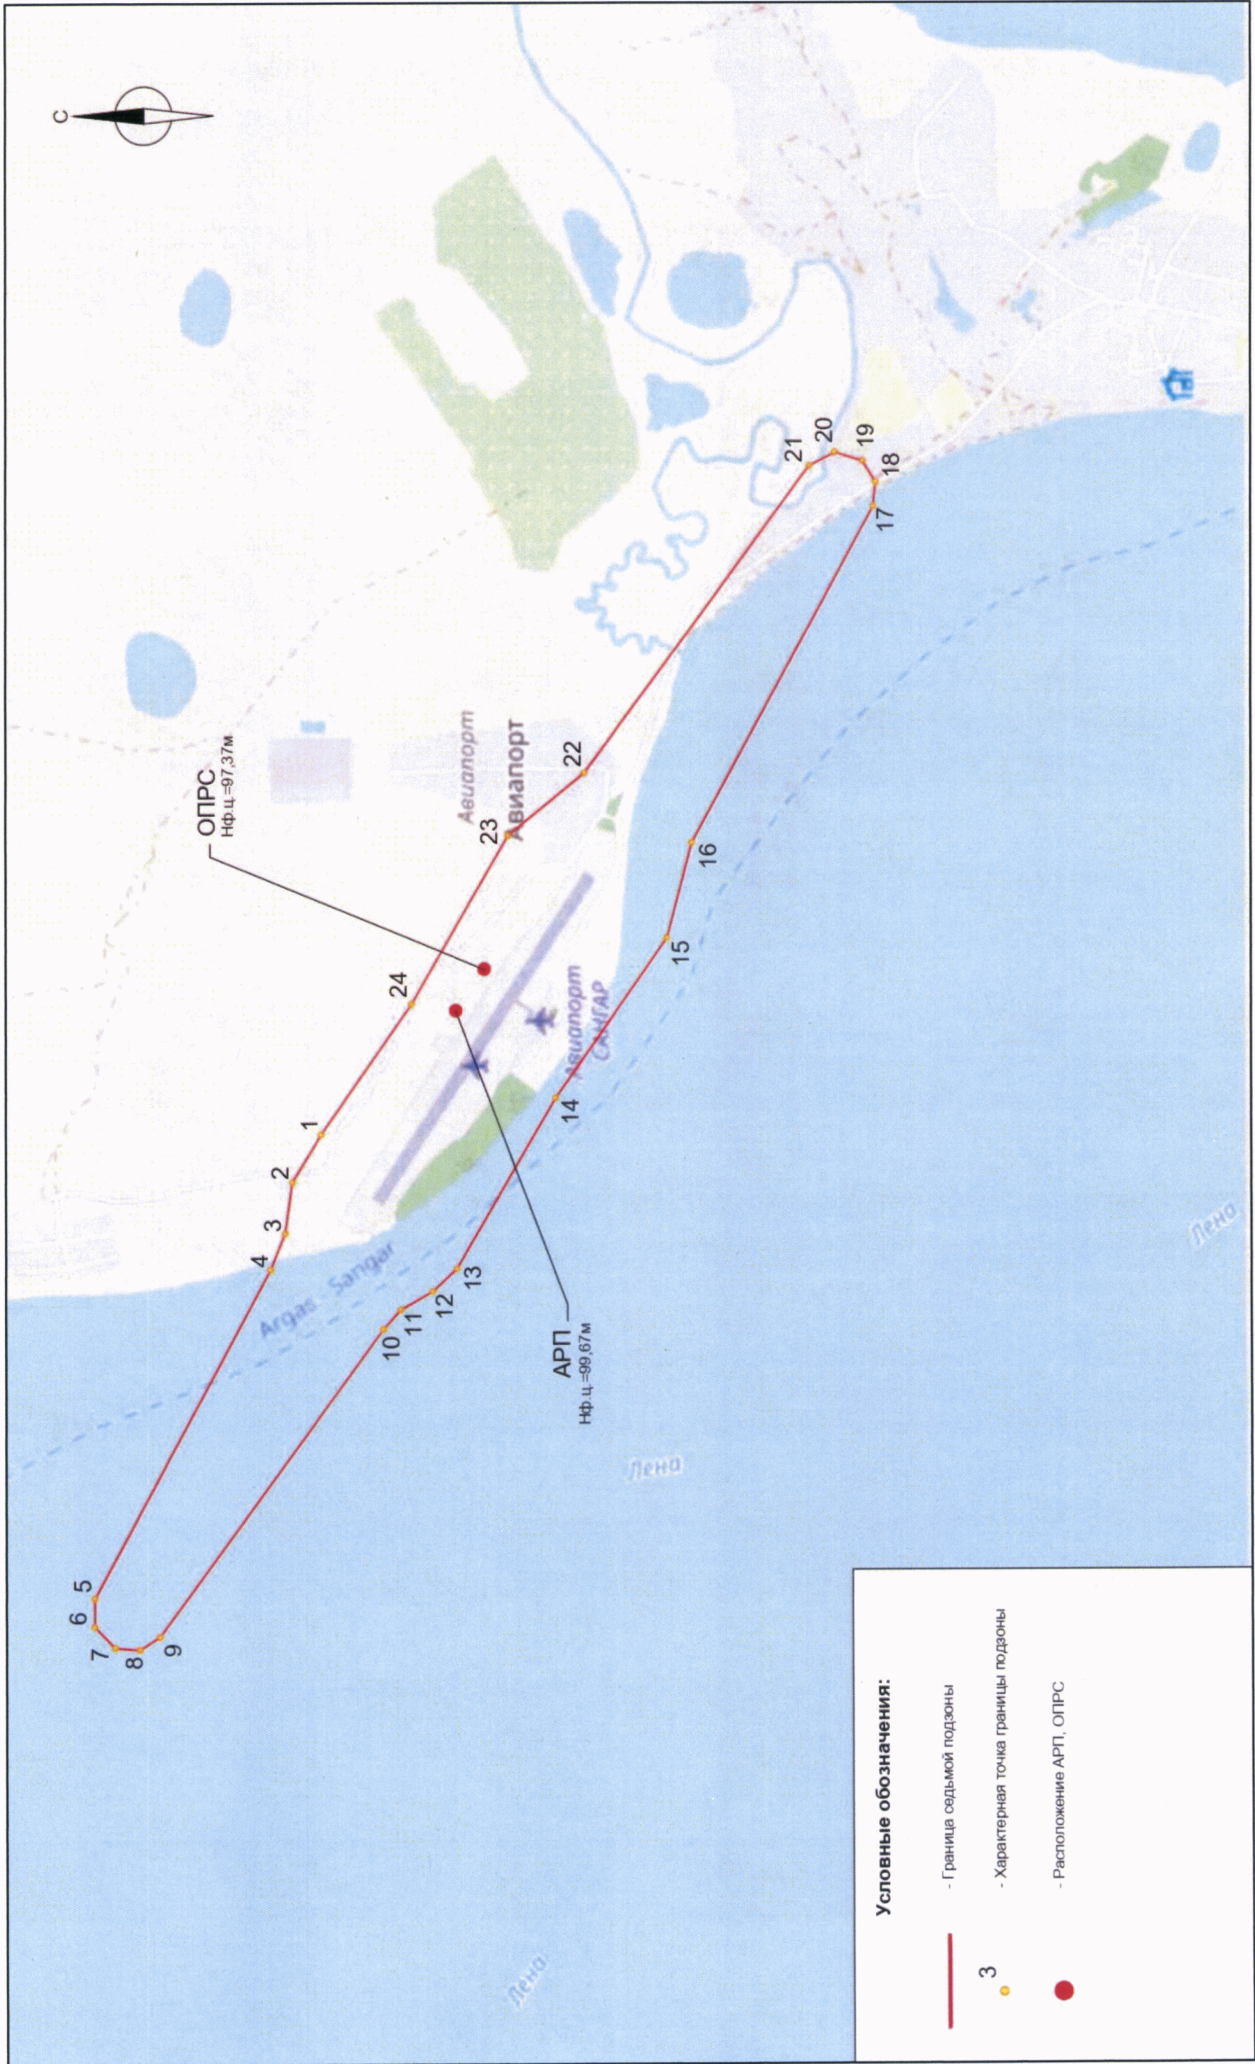 С
ОПРС
Нф.ц.=97,37м
Авиапорт
Авиапорт
Авиапорт
САНГАР
Argas - Sangar
АРП
Нф.ц.=99,67м
Лена
Лена
Лена
1
2
3
4
5
6
7
8
9
10
11
12
13
14
15
16
17
18
19
20
21
22
23
24
Условные обозначения:
- Граница седьмой подзоны
3 - Характерная точка границы подзоны
- Расположение АРП, ОПРС